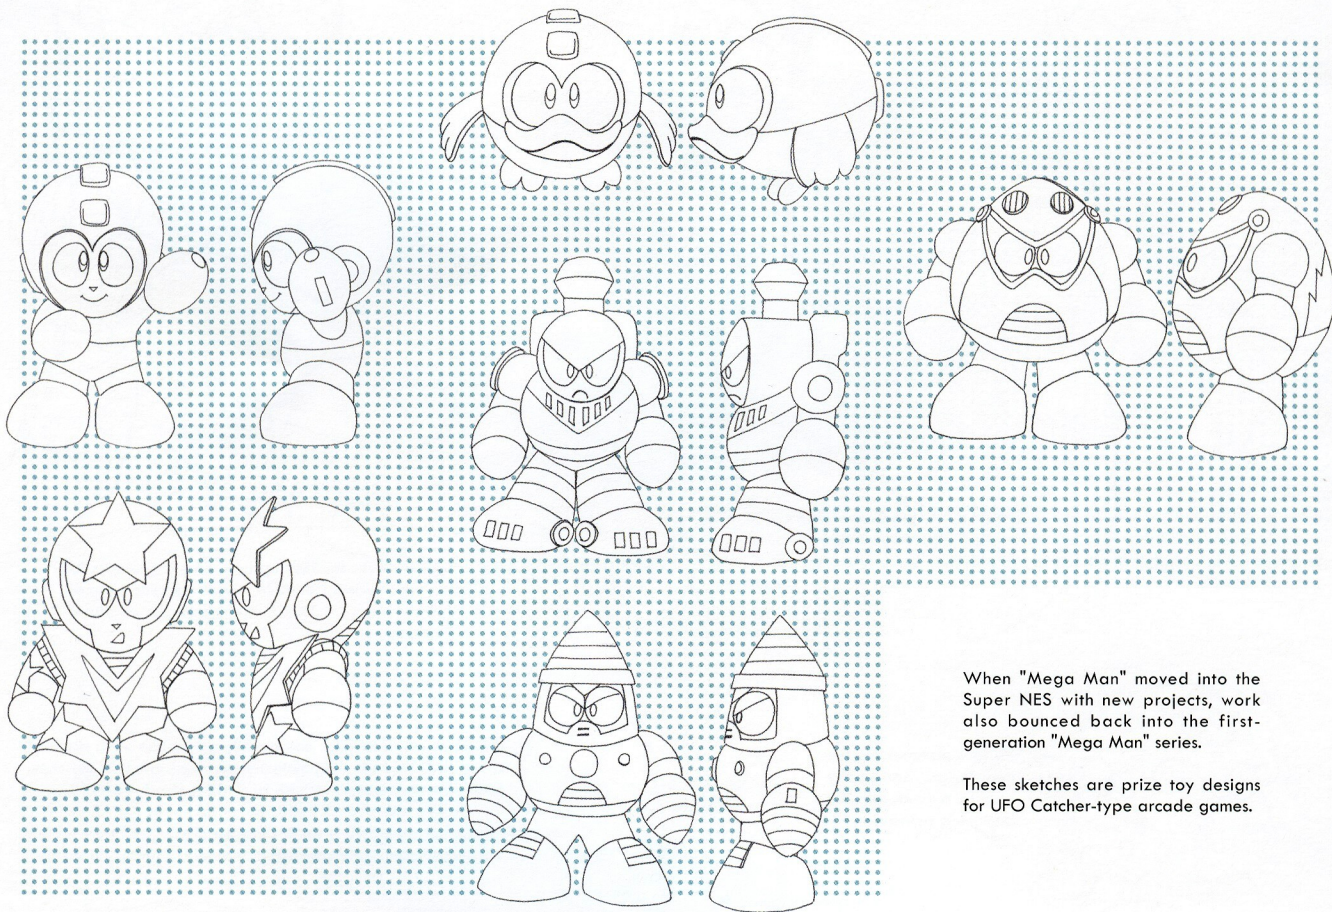 When "Mega Man" moved into the
Super NES with new projects, work
also bounced back into the first-
generation "Mega Man" series.
These sketches are prize toy designs
for UFO Catcher-type arcade games.